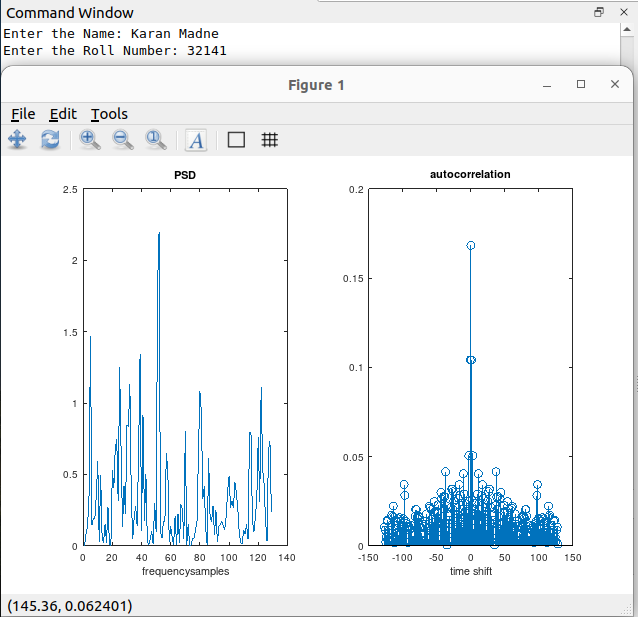 Command Window
Enter the Name: Karan Madne
Enter the Roll Number: 32141
Figure 1
File Edit Tools
A
PSD
2.5
2
1.5
1
0.5
0
0 20 40 60 80 100 120 140
frequencysamples
autocorrelation
0.2
0.15
0.1
0.05
0
-150 -100 -50 0 50 100 150
time shift
(145.36, 0.062401)